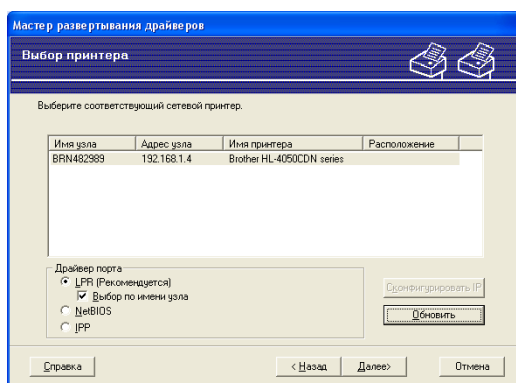 Мастер развертывания драйверов
Выбор принтера
Выберите соответствующий сетевой принтер.
Имя узла Адрес узла Имя принтера Расположение
BRN482989 192.168.1.4 Brother HL-4050CDN series
Драйвер порта
LPR (Рекомендуется)
Выбор по имени узла
NetBIOS
IPP
Сконфигурировать IP
Обновить
Справка
< Назад
Далее>
Отмена